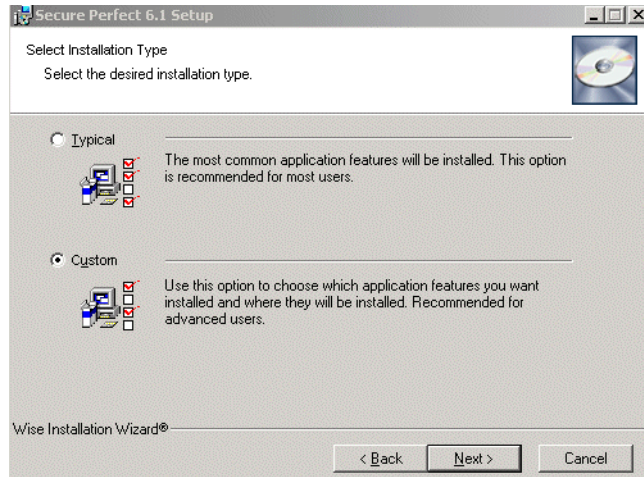 Secure Perfect 6.1 Setup
Select Installation Type
Select the desired installation type.
Typical
The most common application features will be installed. This option
is recommended for most users.
Custom
Use this option to choose which application features you want
installed and where they will be installed. Recommended for
advanced users.
Wise Installation Wizard®
< Back
Next >
Cancel